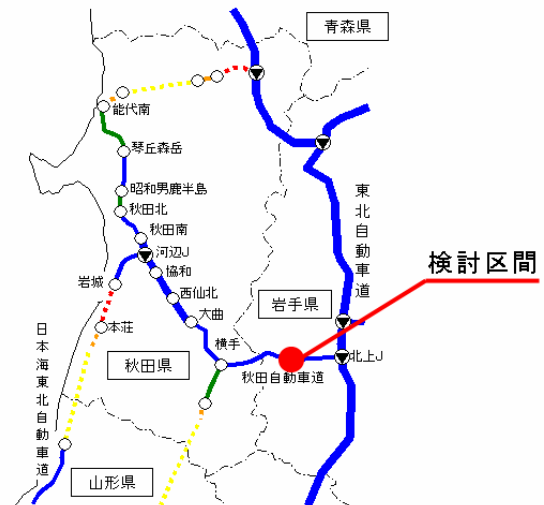 青森県
能代南
琴丘森岳
昭和男鹿半島
秋田北
秋田南
河辺J
協和
岩城
西仙北
大曲
本荘
横手
東北自動車道
検討区間
岩手県
北上J
秋田自動車道
秋田県
日本海東北自動車道
山形県